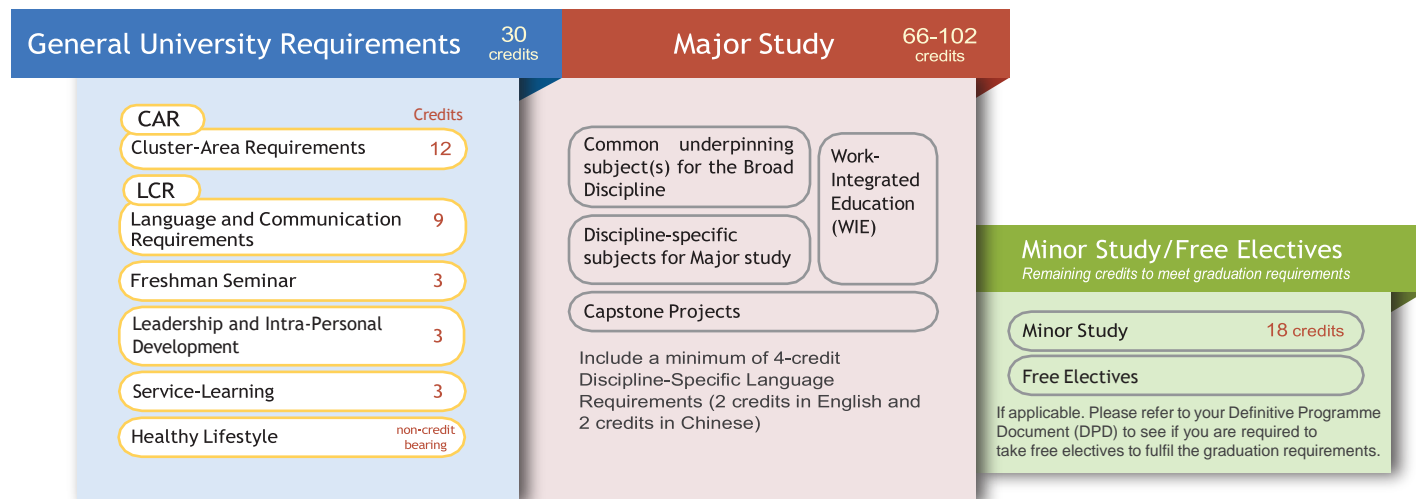 General University Requirements
30
credits
CAR
Credits
Cluster-Area Requirements 12
LCR
Language and Communication 9
Requirements
Freshman Seminar 3
Leadership and Intra-Personal
Development 3
Service-Learning 3
Healthy Lifestyle non-credit
bearing
Major Study
66-102
credits
Common underpinning
subject(s) for the Broad
Discipline
Discipline-specific
subjects for Major study
Work-
Integrated
Education
(WIE)
Capstone Projects
Include a minimum of 4-credit
Discipline-Specific Language
Requirements (2 credits in English and
2 credits in Chinese)
Minor Study/Free Electives
Remaining credits to meet graduation requirements
Minor Study 18 credits
Free Electives
If applicable. Please refer to your Definitive Programme
Document (DPD) to see if you are required to
take free electives to fulfil the graduation requirements.